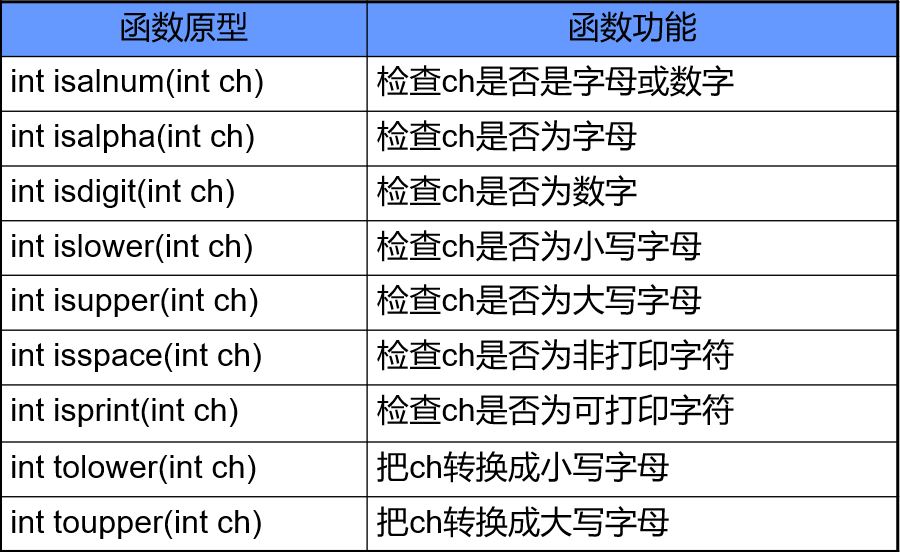 函数原型 函数功能
int isalnum(int ch) 检查ch是否是字母或数字
int isalpha(int ch) 检查ch是否为字母
int isdigit(int ch) 检查ch是否为数字
int islower(int ch) 检查ch是否为小写字母
int isupper(int ch) 检查ch是否为大写字母
int isspace(int ch) 检查ch是否为非打印字符
int isprint(int ch) 检查ch是否为可打印字符
int tolower(int ch) 把ch转换成小写字母
int toupper(int ch) 把ch转换成大写字母